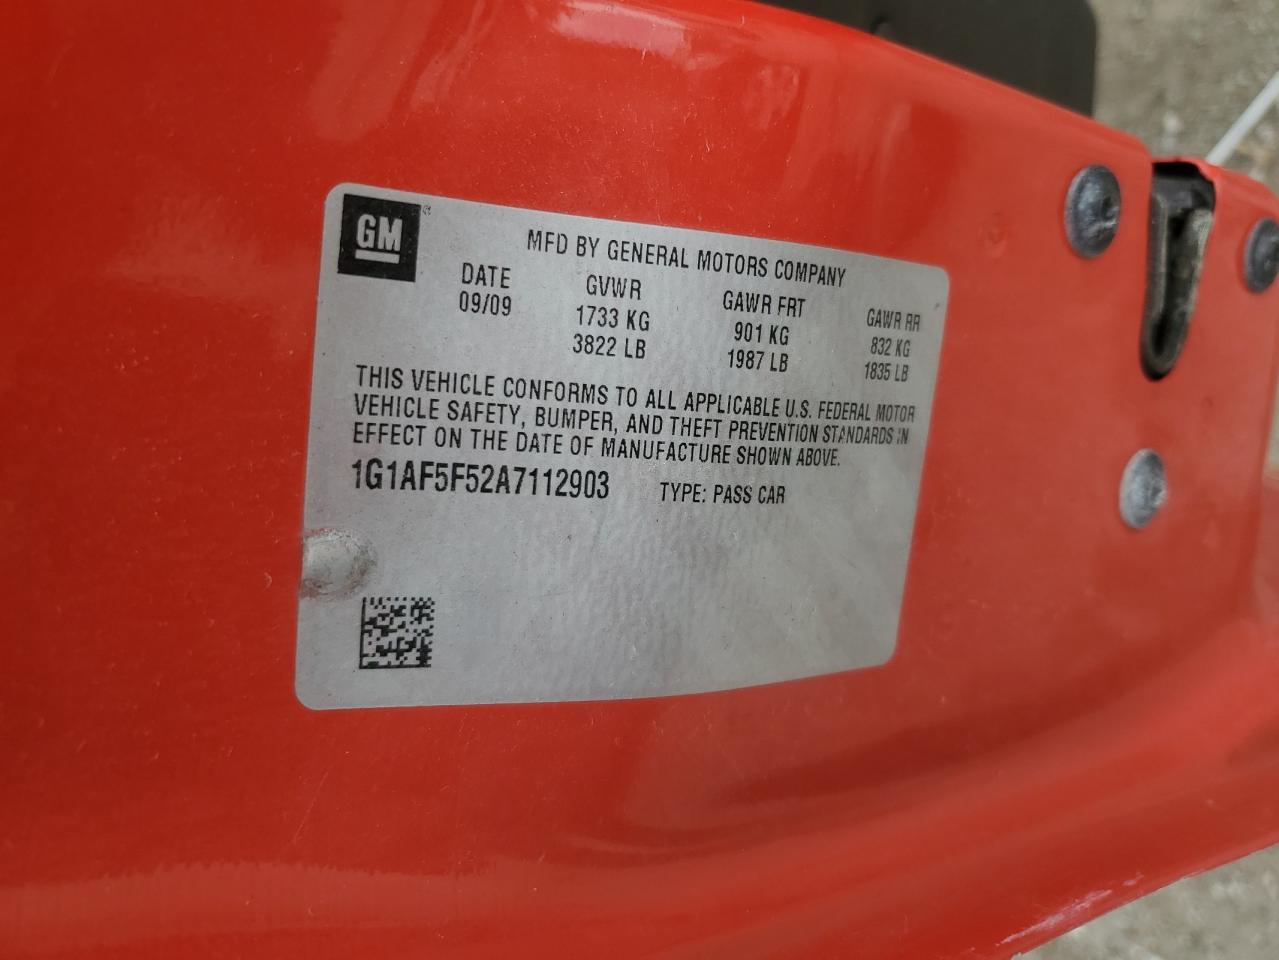 GM
MFD BY GENERAL MOTORS COMPANY
DATE GVWR GAWR FRT GAWR RR
09/09 1733 KG 901 KG 832 KG
3822 LB 1987 LB 1835 LB
THIS VEHICLE CONFORMS TO ALL APPLICABLE U.S. FEDERAL MOTOR
VEHICLE SAFETY, BUMPER, AND THEFT PREVENTION STANDARDS IN
EFFECT ON THE DATE OF MANUFACTURE SHOWN ABOVE.
1G1AF5F52A7112903 TYPE: PASS CAR